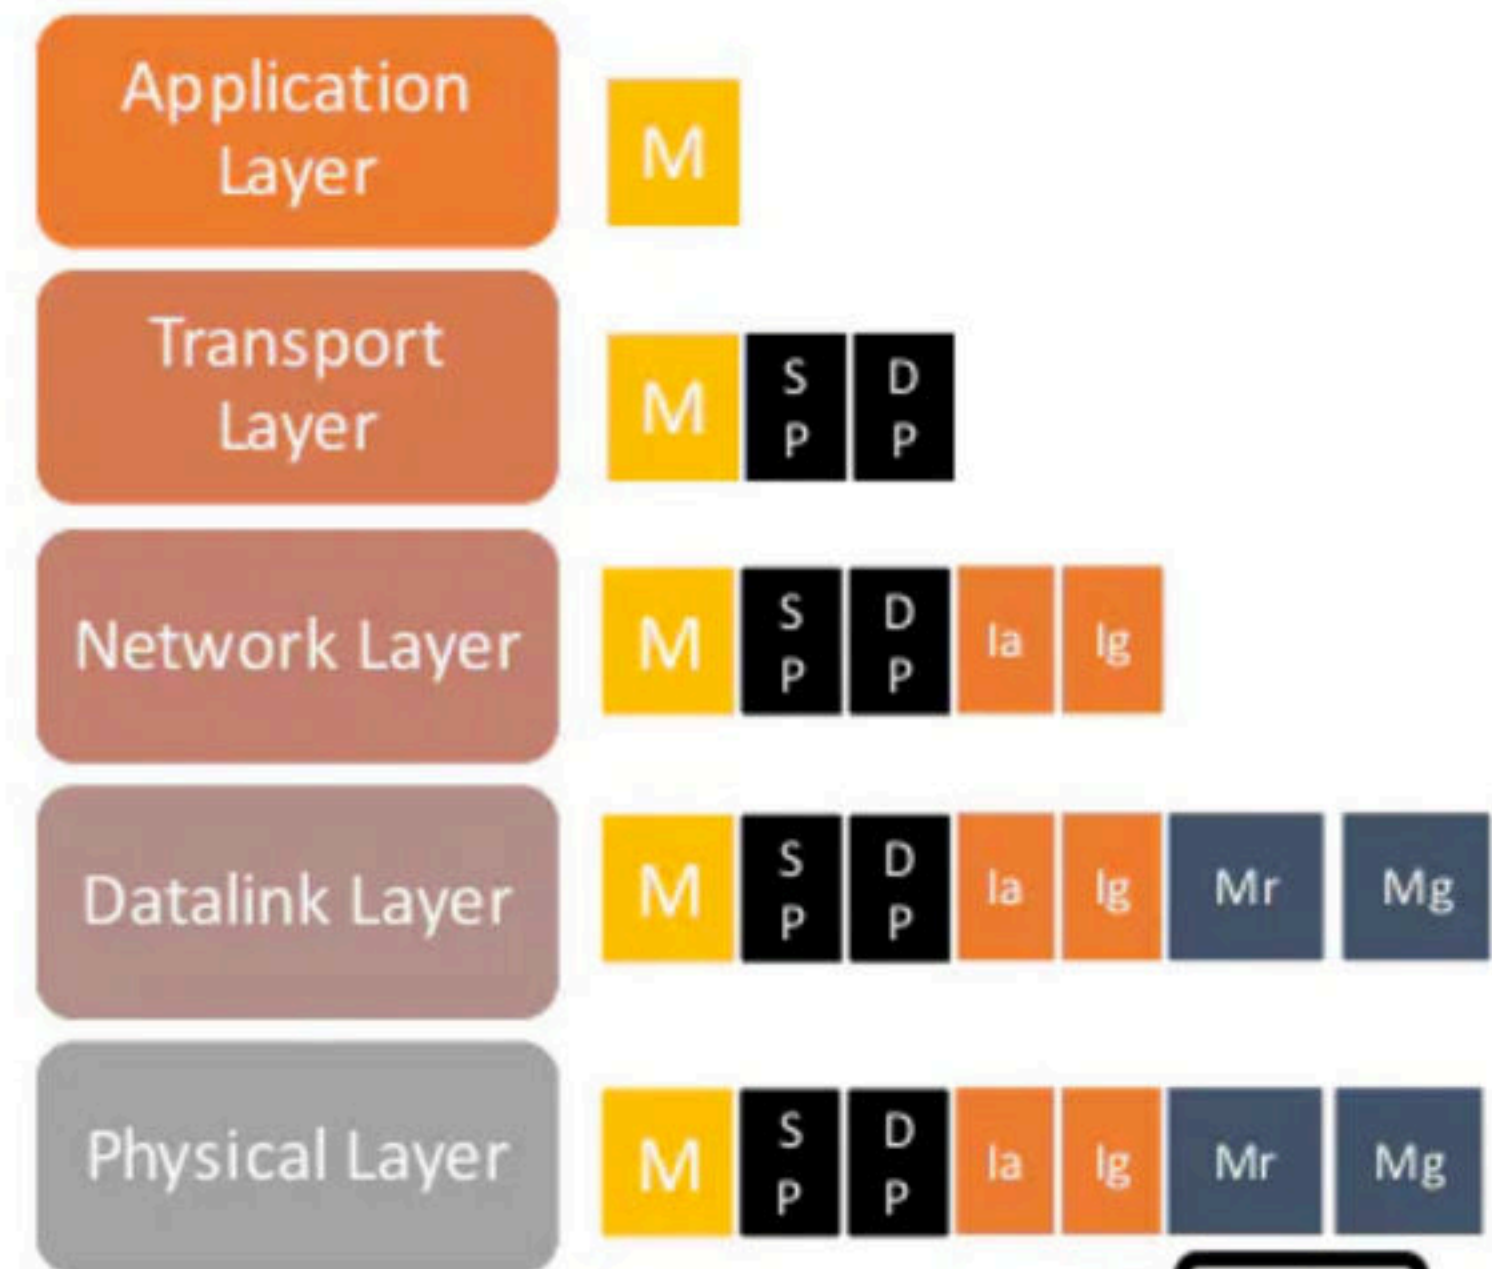 Application
Layer
M
Transport
Layer
M S P D P
Network Layer
M S P D P Ia Ig
Datalink Layer
M S P D P Ia Ig Mr Mg
Physical Layer
M S P D P Ia Ig Mr Mg